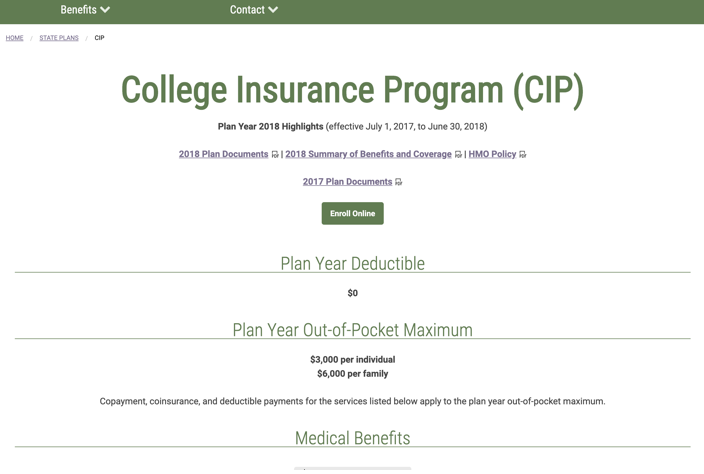 Benefits Contact
HOME / STATE PLANS / CIP
College Insurance Program (CIP)
Plan Year 2018 Highlights (effective July 1, 2017, to June 30, 2018)
2018 Plan Documents | 2018 Summary of Benefits and Coverage | HMO Policy
2017 Plan Documents
Enroll Online
Plan Year Deductible
$0
Plan Year Out-of-Pocket Maximum
$3,000 per individual
$6,000 per family
Copayment, coinsurance, and deductible payments for the services listed below apply to the plan year out-of-pocket maximum.
Medical Benefits